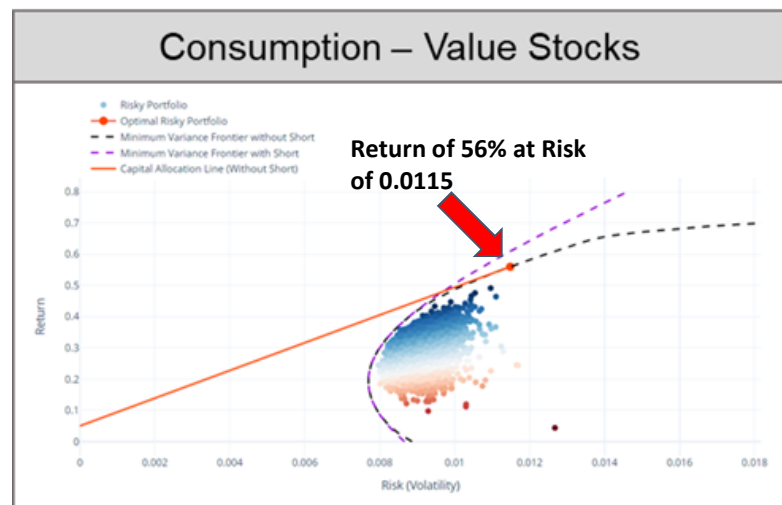 Consumption – Value Stocks
Risky Portfolio
Optimal Risky Portfolio
Minimum Variance Frontier without Short
Minimum Variance Frontier with Short
Capital Allocation Line (Without Short)
Return of 56% at Risk
of 0.0115
0.8
0.7
0.6
0.5
0.4
0.3
0.2
0.1
0
Return
0
0.002
0.004
0.006
0.008
0.01
0.012
0.014
0.016
0.018
Risk (Volatility)